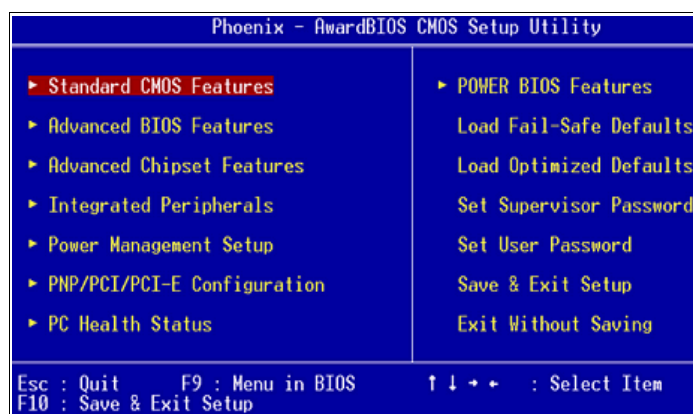 Phoenix - AwardBIOS CMOS Setup Utility
▸ Standard CMOS Features
▸ Advanced BIOS Features
▸ Advanced Chipset Features
▸ Integrated Peripherals
▸ Power Management Setup
▸ PNP/PCI/PCI-E Configuration
▸ PC Health Status
▸ POWER BIOS Features
Load Fail-Safe Defaults
Load Optimized Defaults
Set Supervisor Password
Set User Password
Save & Exit Setup
Exit Without Saving
Esc : Quit F9 : Menu in BIOS ↑ ↓ → ← : Select Item
F10 : Save & Exit Setup